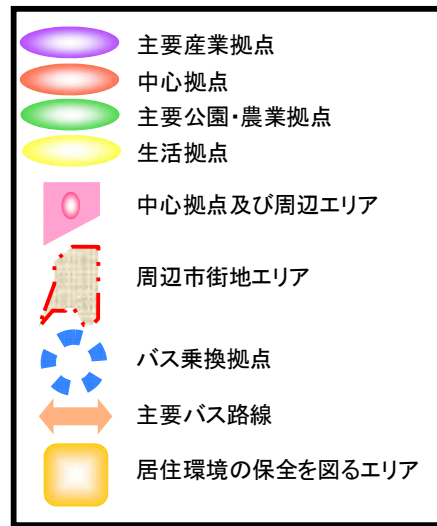 主要産業拠点
中心拠点
主要公園・農業拠点
生活拠点
中心拠点及び周辺エリア
周辺市街地エリア
バス乗換拠点
主要バス路線
居住環境の保全を図るエリア